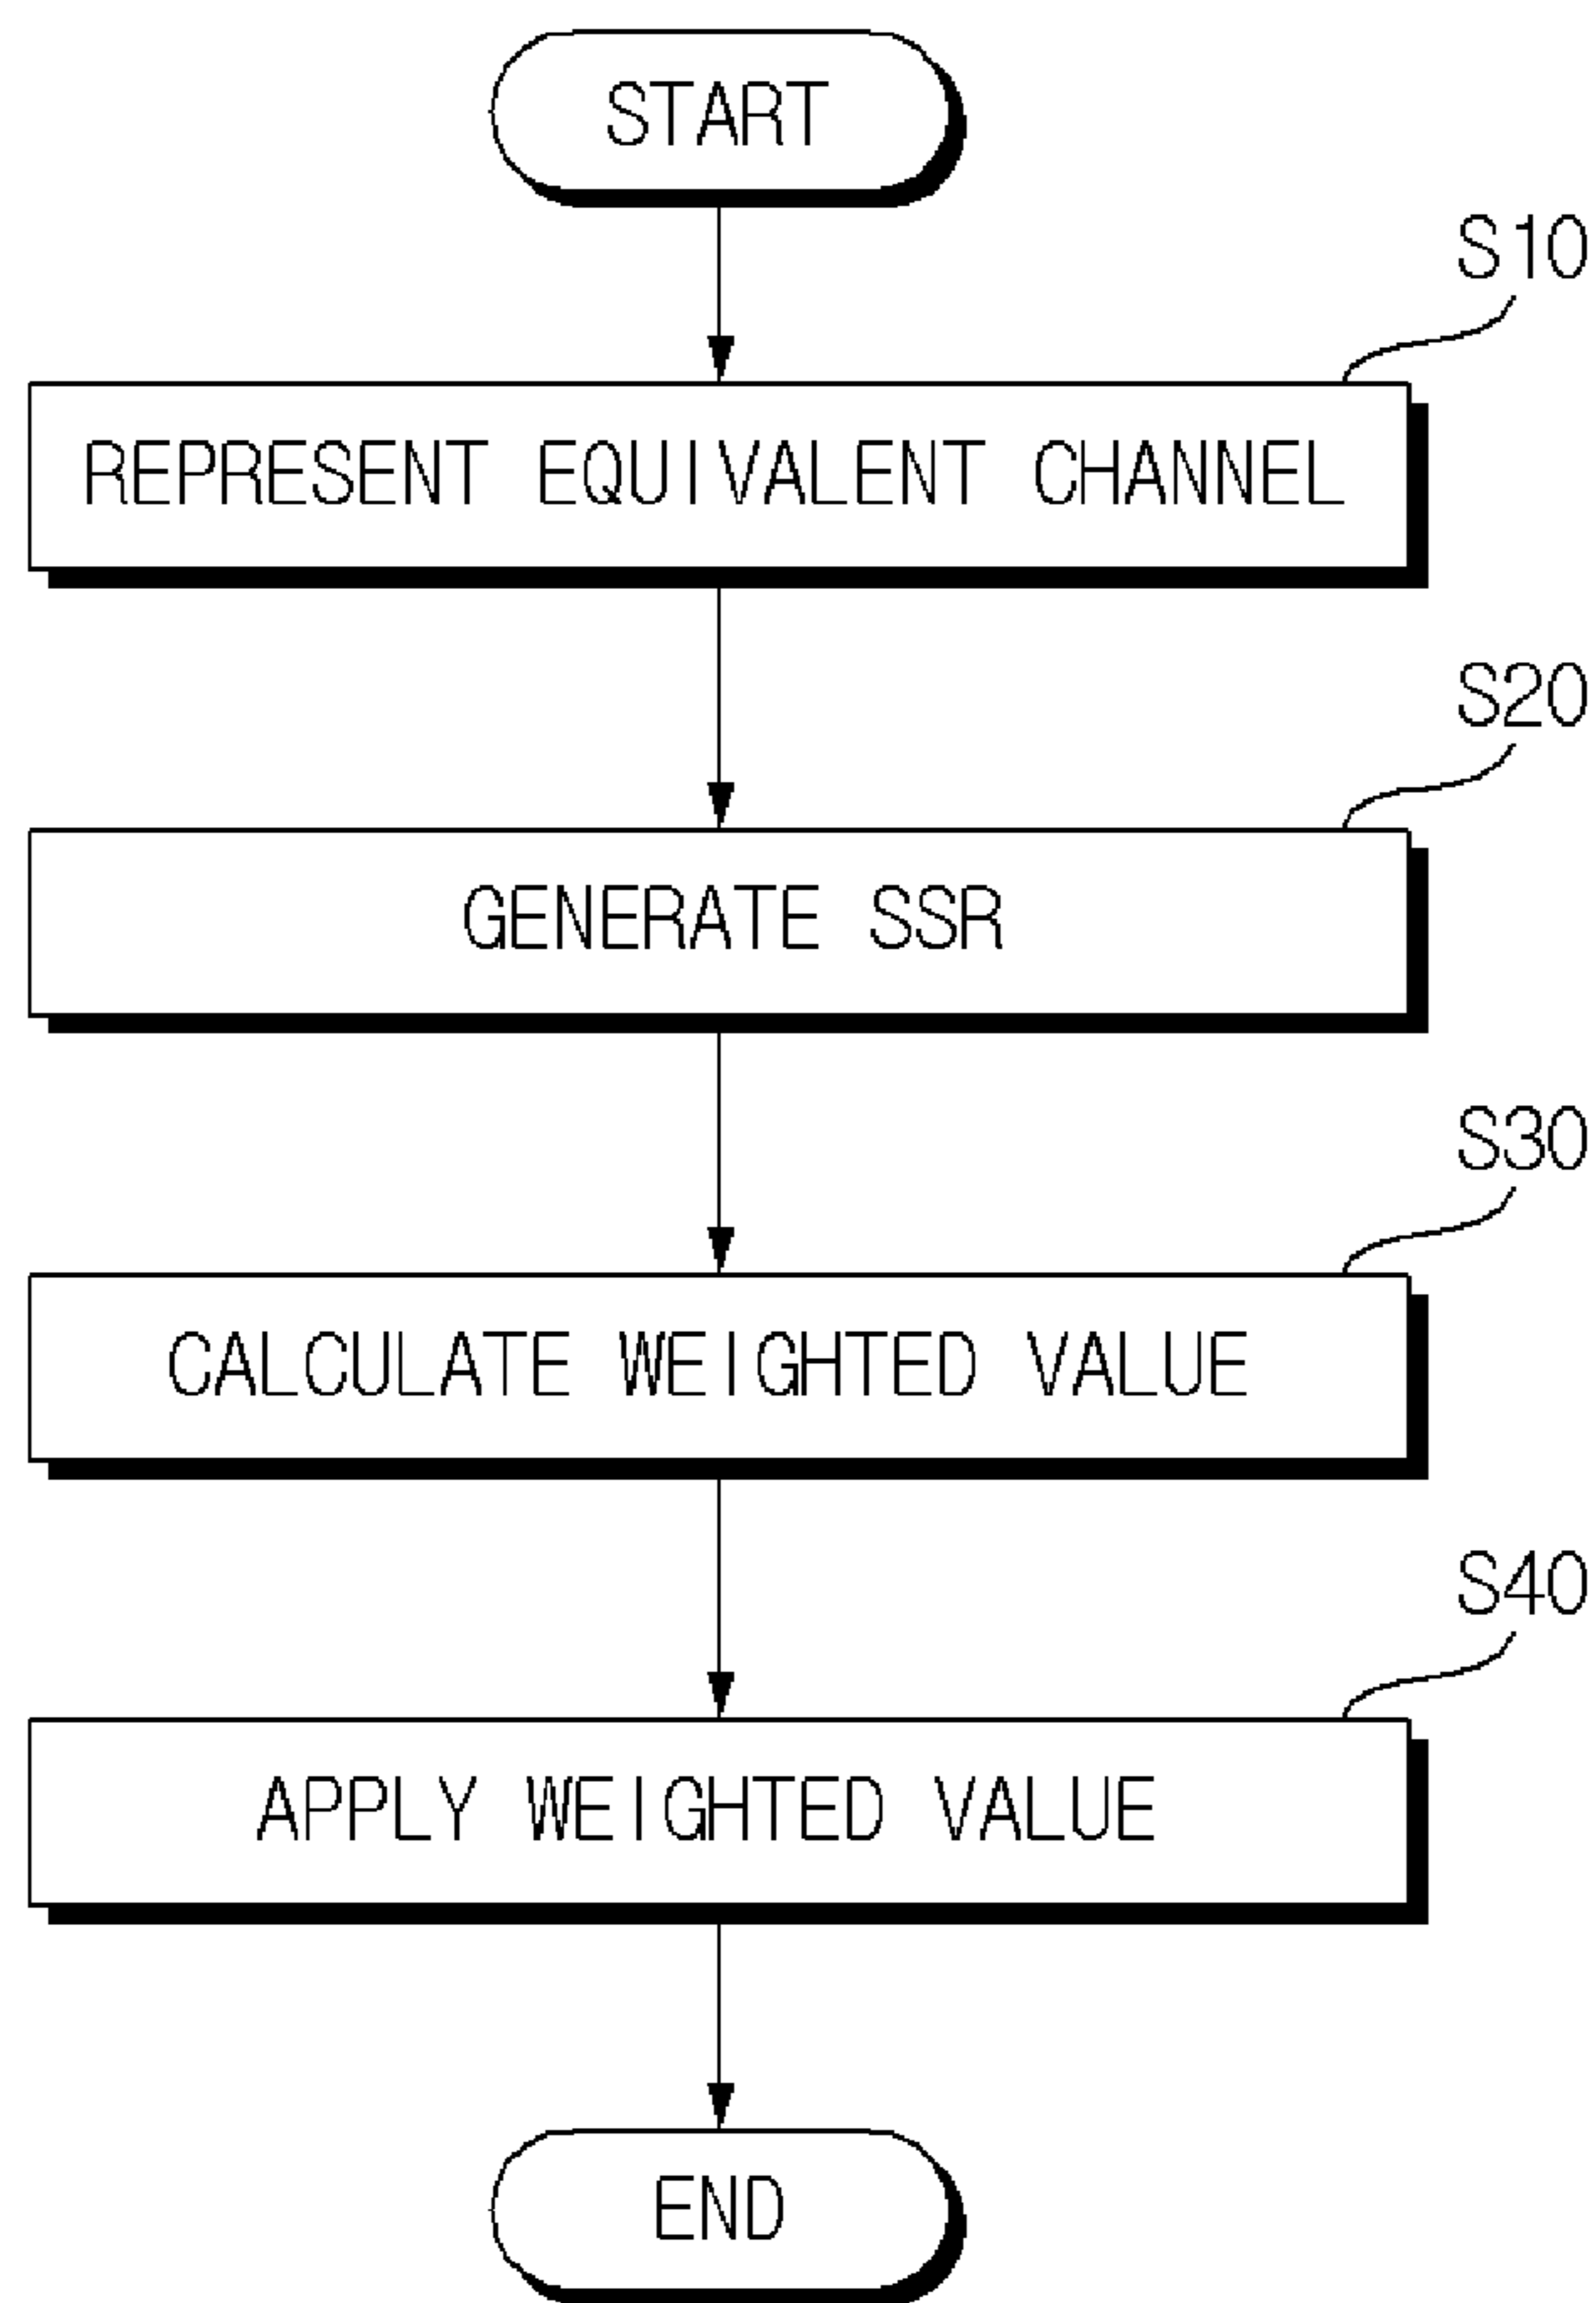 START
S10
REPRESENT EQUIVALENT CHANNEL
S20
GENERATE SSR
S30
CALCULATE WEIGHTED VALUE
S40
APPLY WEIGHTED VALUE
END